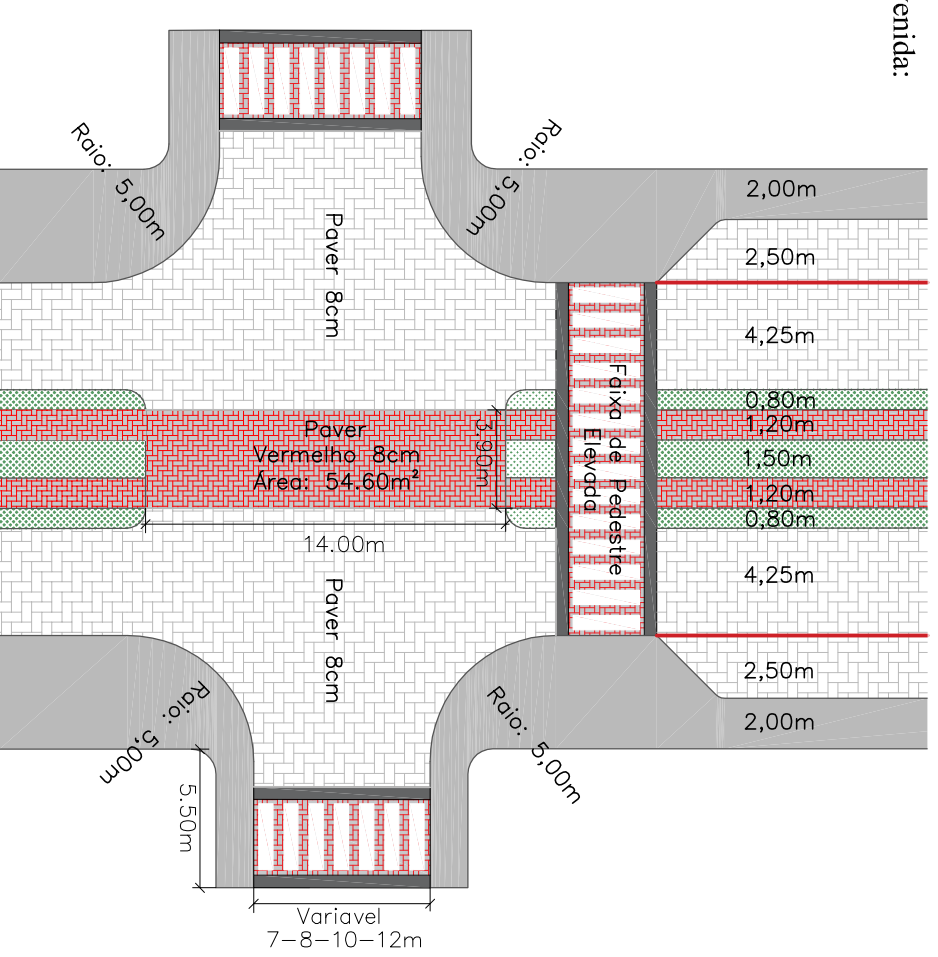 enida:
Raio: 5,00m
Raio: 5,00m
2,00m
2,50m
Paver 8cm
4,25m
Faixa de Pedestre
Elevada
0,80m
1,20m
Paver
Vermelho 8cm
Área: 54.60m²
3.90m
1,50m
1,20m
0,80m
14.00m
4,25m
Paver 8cm
2,50m
Raio: 5,00m
Raio: 5,00m
2,00m
5.50m
Variavel
7-8-10-12m